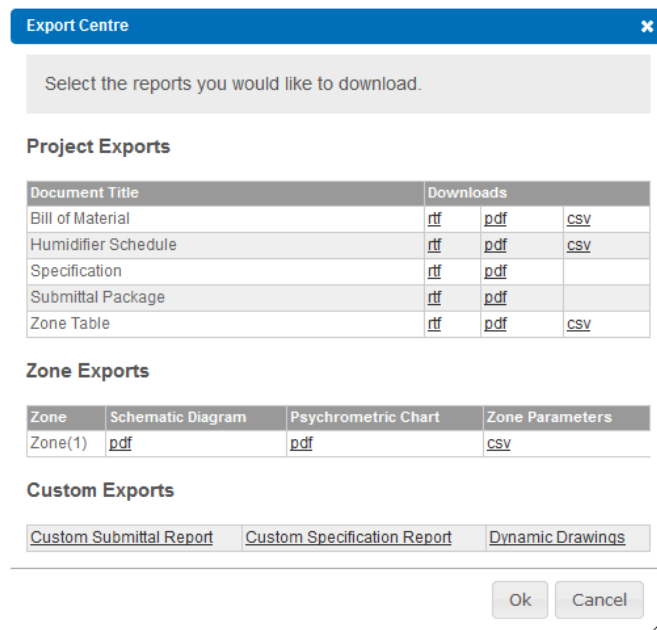 Export Centre
Select the reports you would like to download.
Project Exports
Document Title Downloads
Bill of Material rtf pdf csv
Humidifier Schedule rtf pdf csv
Specification rtf pdf
Submittal Package rtf pdf
Zone Table rtf pdf csv
Zone Exports
Zone Schematic Diagram Psychrometric Chart Zone Parameters
Zone(1) pdf pdf csv
Custom Exports
Custom Submittal Report Custom Specification Report Dynamic Drawings
Ok Cancel